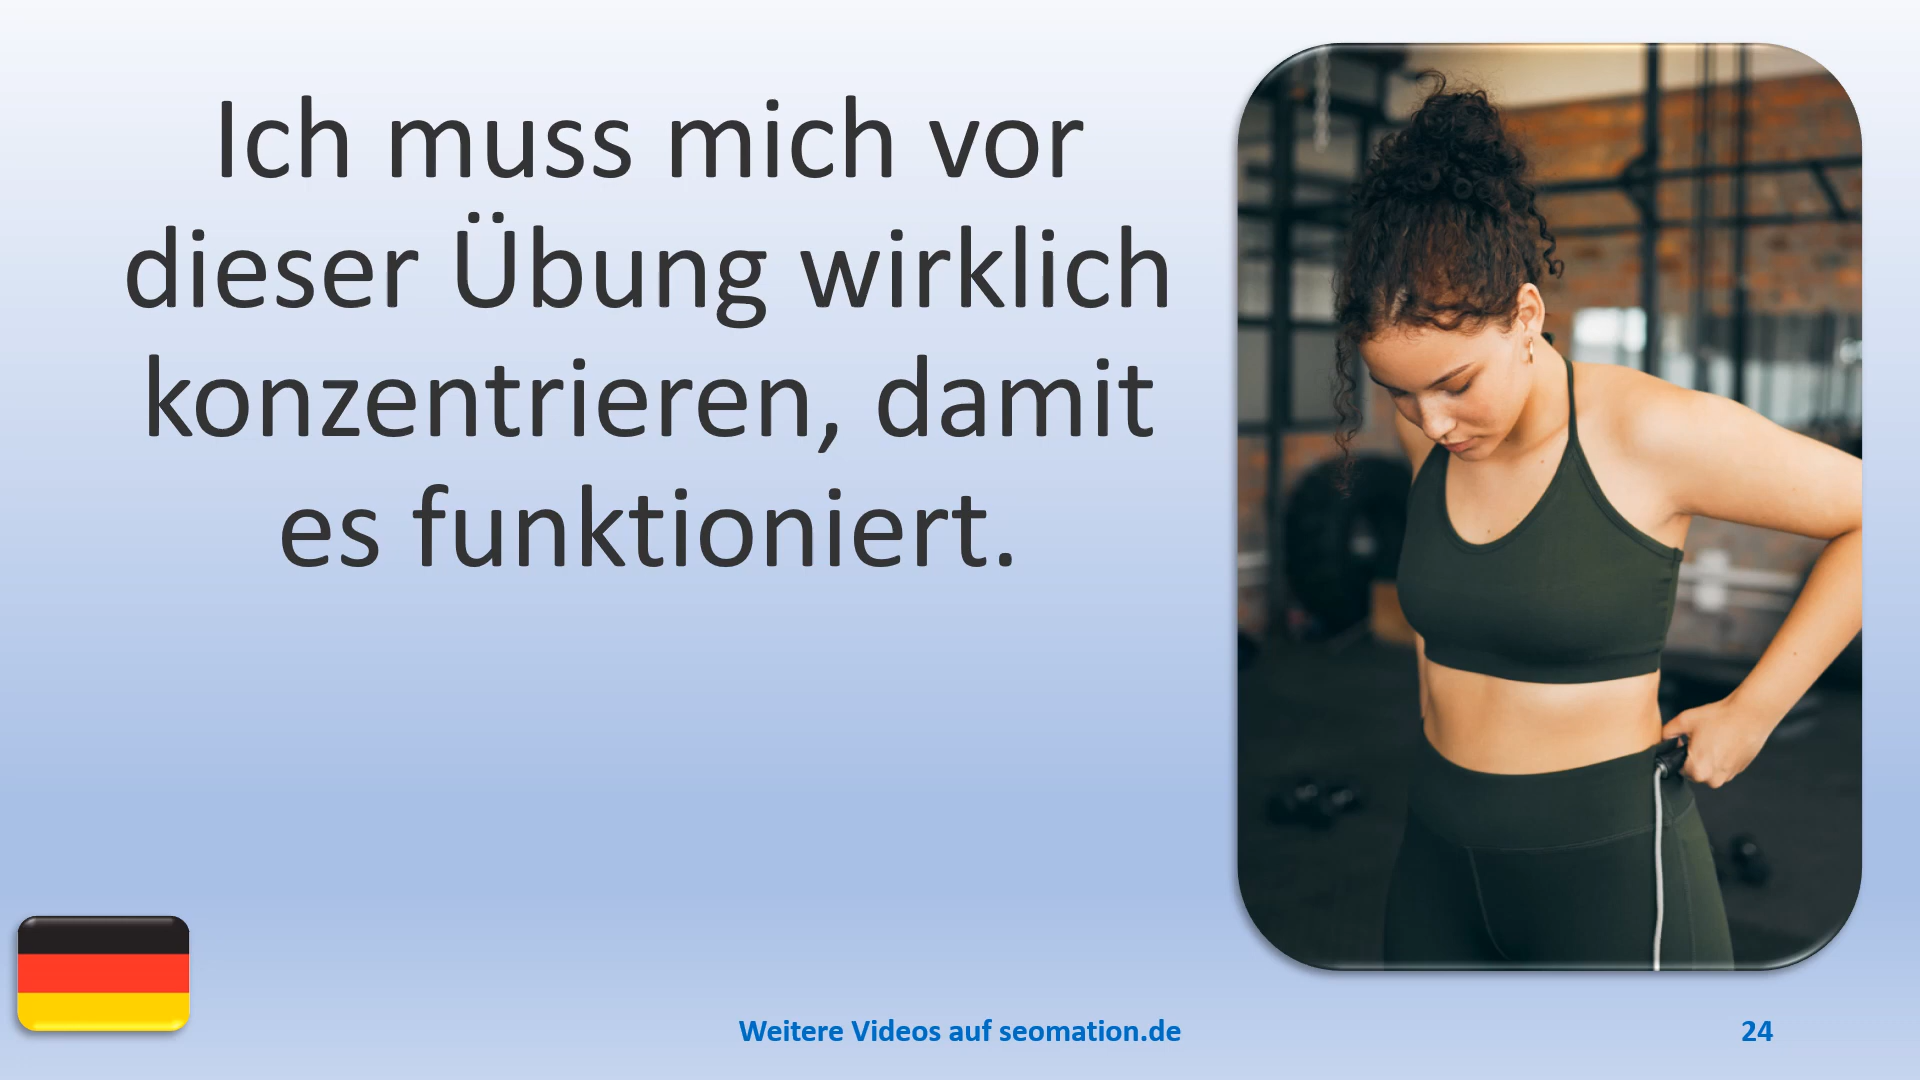 Ich muss mich vor
dieser Übung wirklich
konzentrieren, damit
es funktioniert.
Weitere Videos auf seomation.de
24